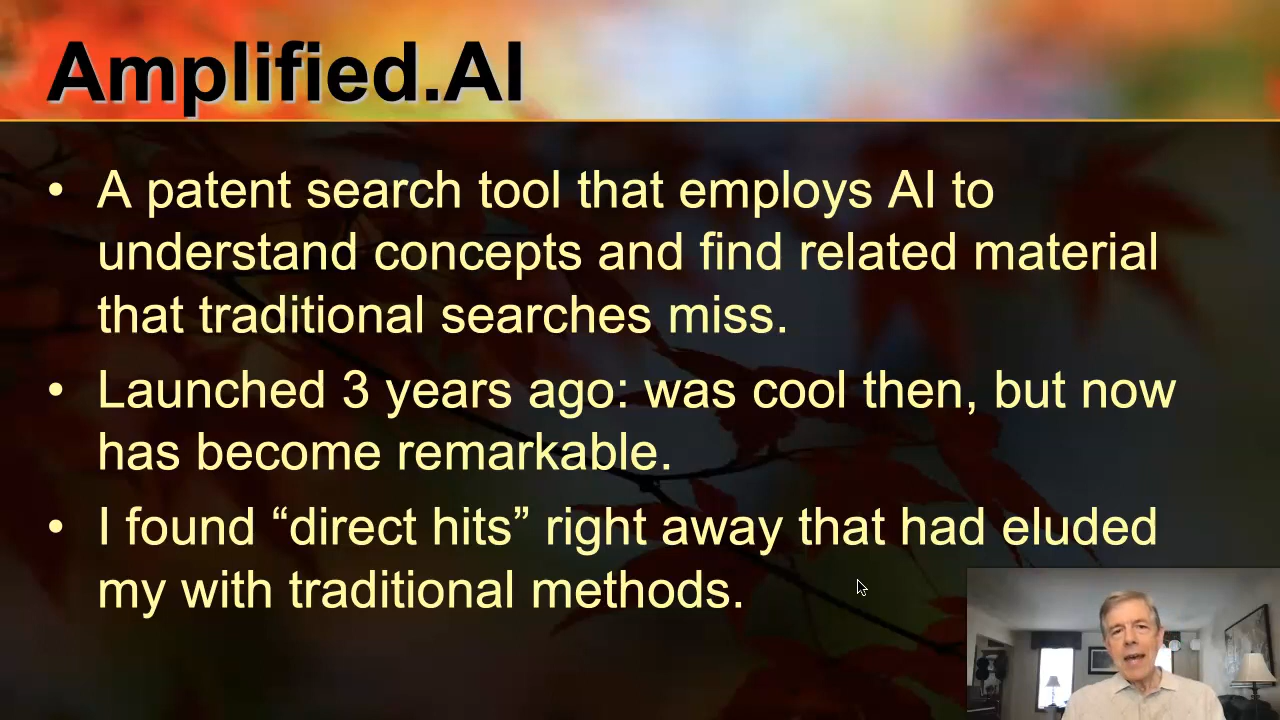 Amplified.AI
• A patent search tool that employs AI to
understand concepts and find related material
that traditional searches miss.
• Launched 3 years ago: was cool then, but now
has become remarkable.
• I found “direct hits” right away that had eluded
my with traditional methods.